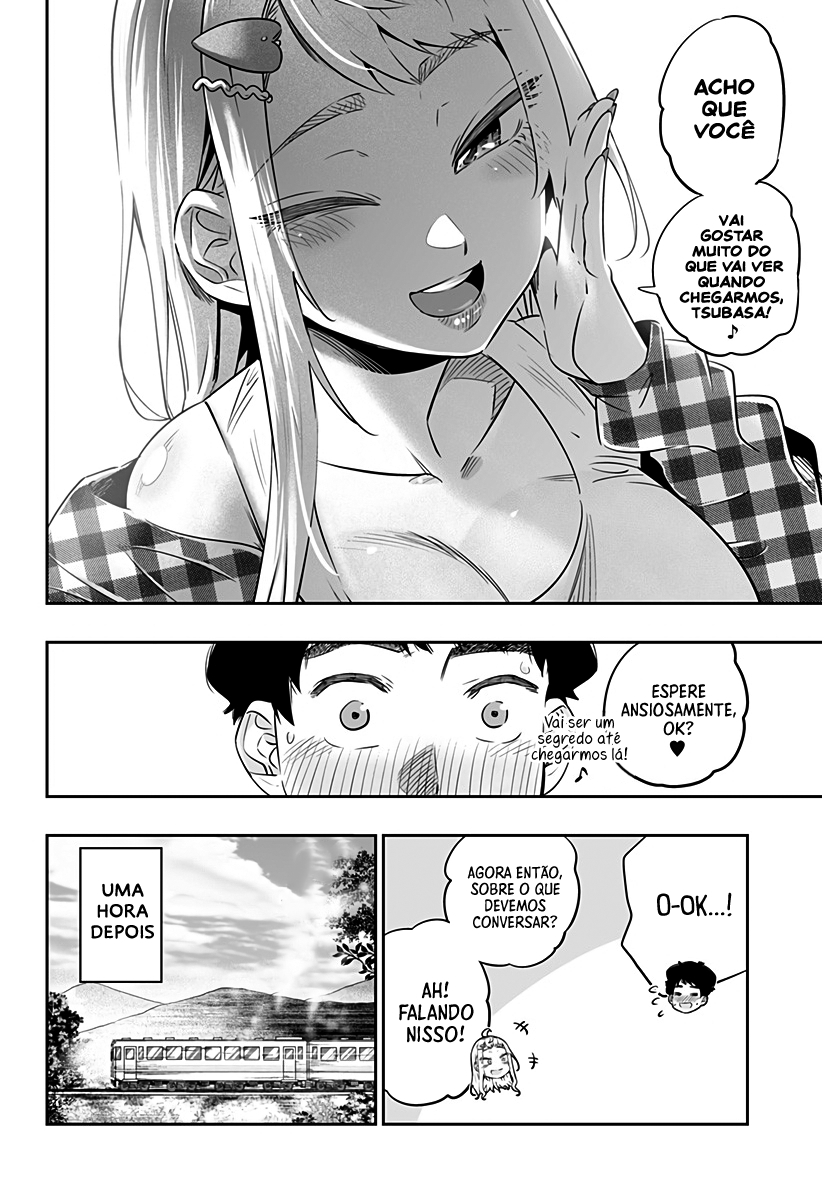 ACHO
QUE
VOCÊ
VAI
GOSTAR
MUITO DO
QUE VAI VER
QUANDO
CHEGARMOS,
TSUBASA!
♪
ESPERE
ANSIOSAMENTE,
OK?
♥
Vai ser um
segredo até
chegarmos lá!
♪
O-OK...!
AGORA ENTÃO,
SOBRE O QUE
DEVEMOS
CONVERSAR?
AH!
FALANDO
NISSO!
UMA
HORA
DEPOIS